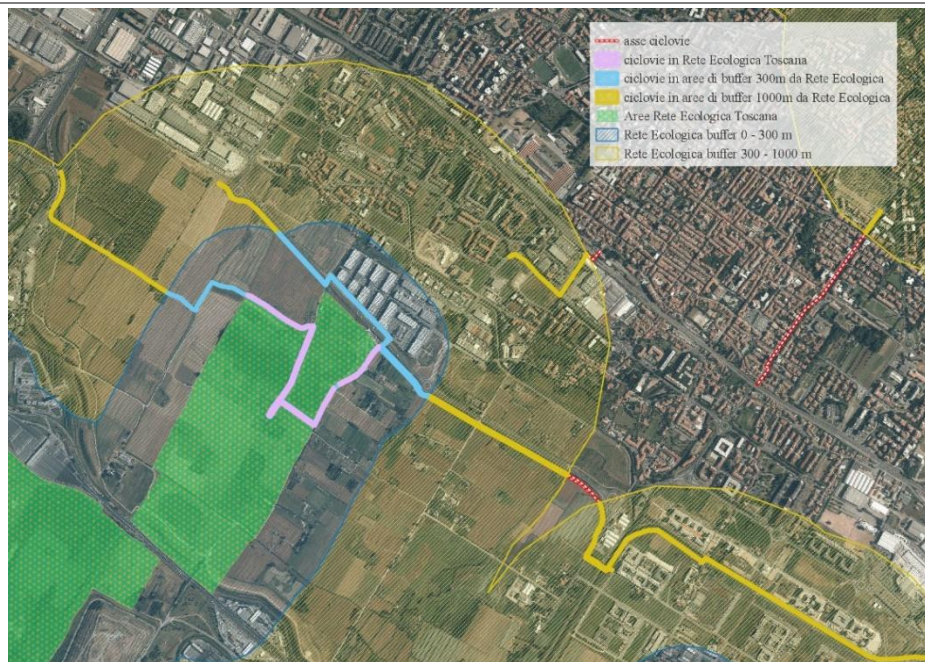 asse ciclovie
ciclovie in Rete Ecologica Toscana
ciclovie in aree di buffer 300m da Rete Ecologica
ciclovie in aree di buffer 1000m da Rete Ecologica
Aree Rete Ecologica Toscana
Rete Ecologica buffer 0 - 300 m
Rete Ecologica buffer 300 - 1000 m